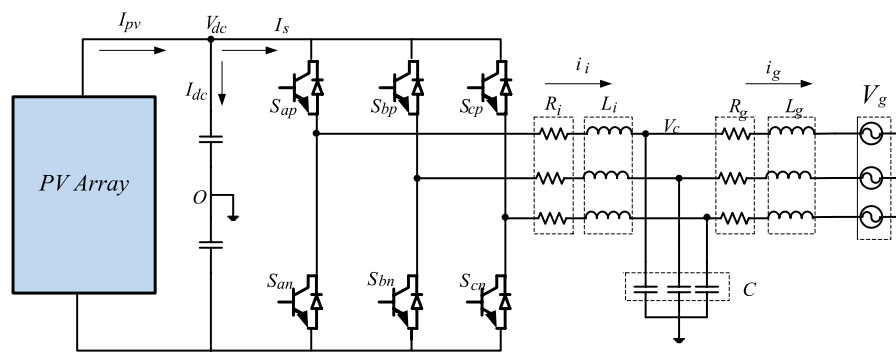 I_pv V_dc I_s
I_dc
S_ap S_bp S_cp
i_i i_g
R_i L_i V_c R_g L_g V_g
PV Array
O
S_an S_bn S_cn
C